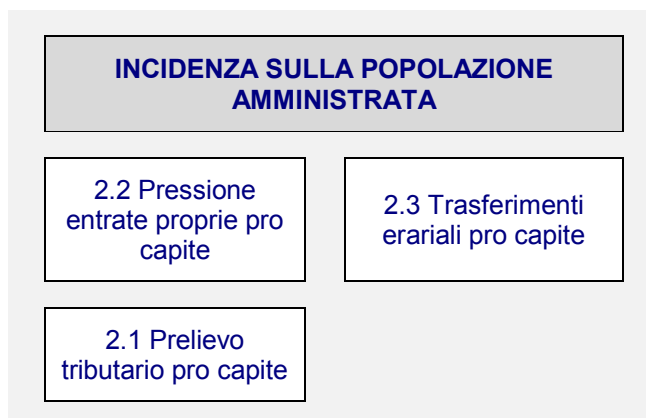 INCIDENZA SULLA POPOLAZIONE
AMMINISTRATA
2.2 Pressione
entrate proprie pro
capite
2.3 Trasferimenti
erariali pro capite
2.1 Prelievo
tributario pro capite